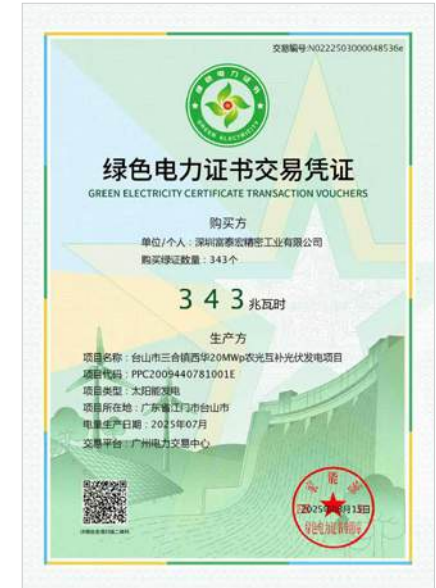 交易编号:N0222503000048536e
绿色电力证书
GREEN ELECTRICITY
绿色电力证书交易凭证
GREEN ELECTRICITY CERTIFICATE TRANSACTION VOUCHERS
购买方
单位/个人：深圳富泰宏精密工业有限公司
购买绿证数量：343个
343兆瓦时
生产方
项目名称：台山市三合镇西华20MWp农光互补光伏发电项目
项目代码：PPC2009440781001E
项目类型：太阳能发电
项目所在地：广东省江门市台山市
电量生产日期：2025年07月
交易平台：广州电力交易中心